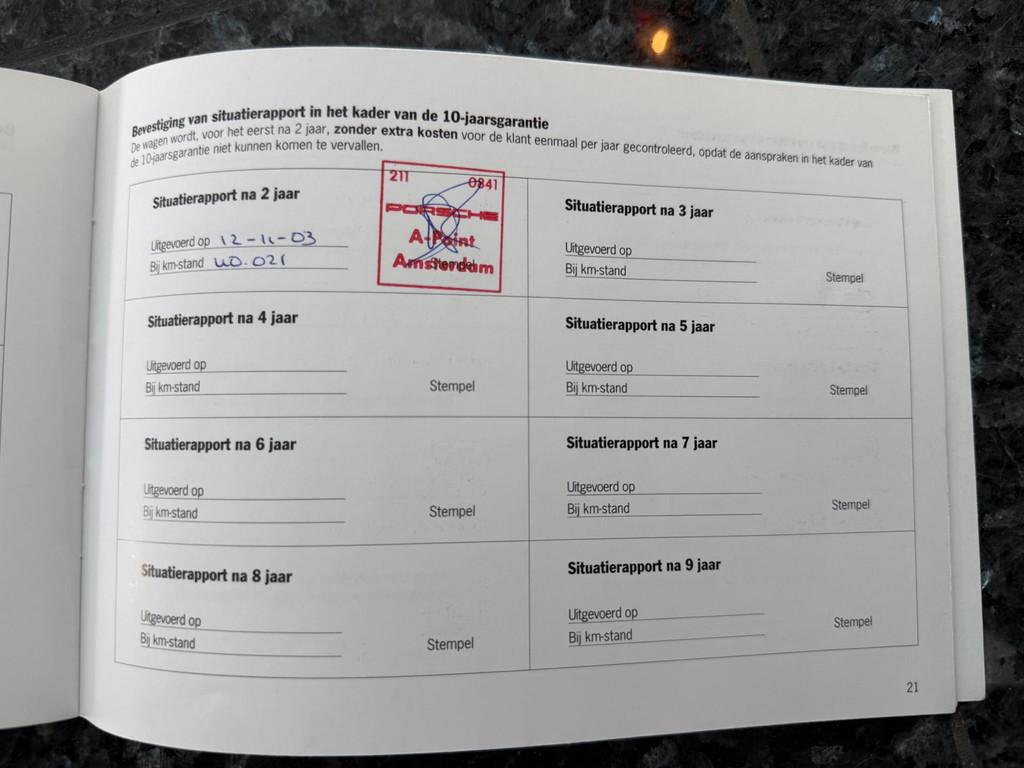 Bevestiging van situatierapport in het kader van de 10-jaarsgarantie
De wagen wordt, voor het eerst na 2 jaar, zonder extra kosten voor de klant eenmaal per jaar gecontroleerd, opdat de aanspraken in het kader van
de 10-jaarsgarantie niet kunnen komen te vervallen.
Situatierapport na 2 jaar
Uitgevoerd op 12-11-03
Bij km-stand 40.021
211 0841
PORSCHE
A-Point
Amsterdam
Stempel
Situatierapport na 3 jaar
Uitgevoerd op
Bij km-stand
Stempel
Situatierapport na 4 jaar
Uitgevoerd op
Bij km-stand
Stempel
Situatierapport na 5 jaar
Uitgevoerd op
Bij km-stand
Stempel
Situatierapport na 6 jaar
Uitgevoerd op
Bij km-stand
Stempel
Situatierapport na 7 jaar
Uitgevoerd op
Bij km-stand
Stempel
Situatierapport na 8 jaar
Uitgevoerd op
Bij km-stand
Stempel
Situatierapport na 9 jaar
Uitgevoerd op
Bij km-stand
Stempel
21